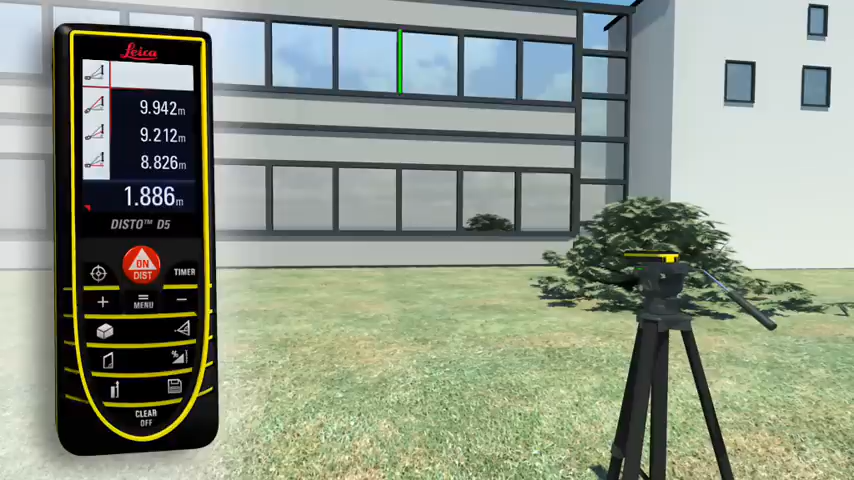 Leica
9.942m
9.212m
8.826m
1.886m
DISTO™ D5
ON
DIST
TIMER
+
MENU
−
%
CLEAR
OFF